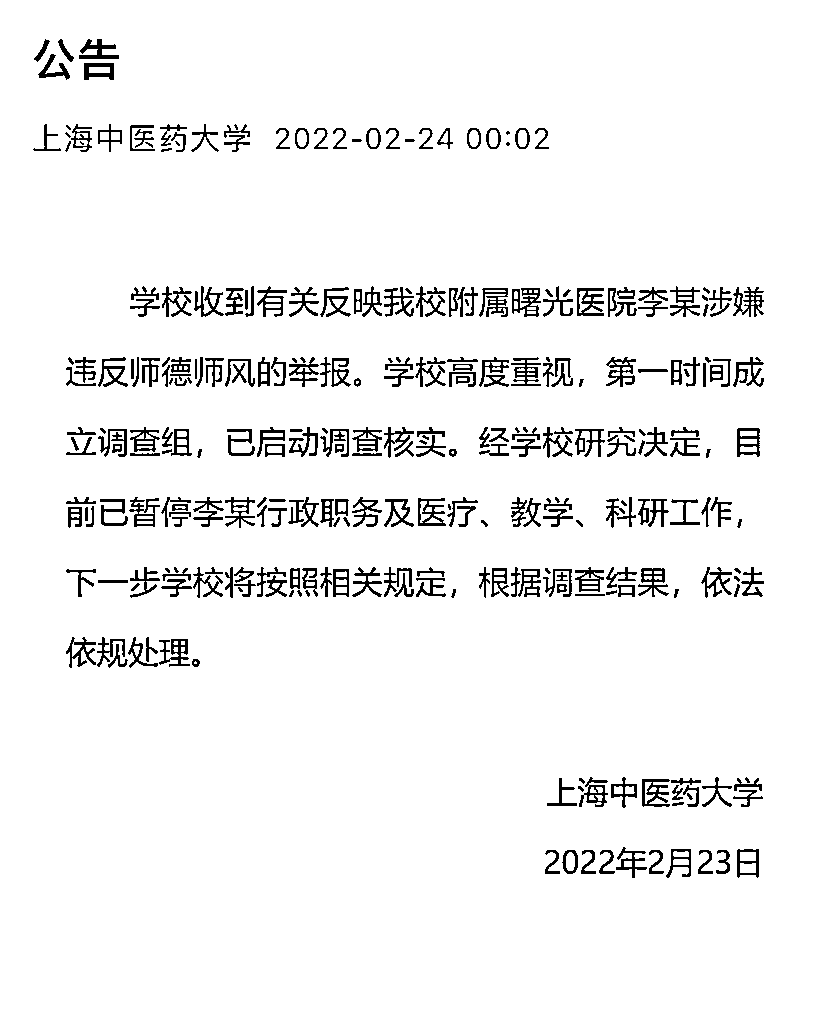 公告
上海中医药大学 2022-02-24 00:02
学校收到有关反映我校附属曙光医院李某涉嫌
违反师德师风的举报。学校高度重视，第一时间成
立调查组，已启动调查核实。经学校研究决定，目
前已暂停李某行政职务及医疗、教学、科研工作，
下一步学校将按照相关规定，根据调查结果，依法
依规处理。
上海中医药大学
2022年2月23日